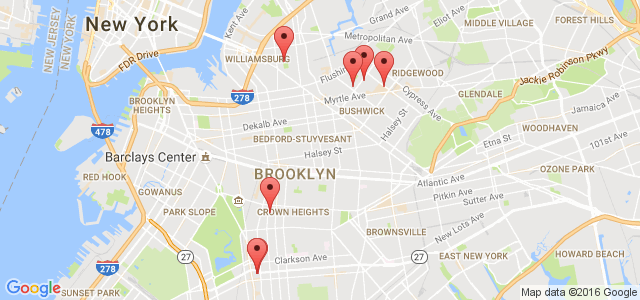 New York
NEW JERSEY
NEW YORK
Kent Ave
Grand Ave
Eliot Ave
MIDDLE VILLAGE
FOREST HILLS
Metropolitan Ave
WILLIAMSBURG
FDR Drive
Flushin
RIDGEWOOD
Jackie Robinson Pkwy
278
Myrtle Ave
Cypress Ave
GLENDALE
BROOKLYN
HEIGHTS
BUSHWICK
Jamaica Ave
478
Dekalb Ave
Halsey St
WOODHAVEN
BEDFORD-STUYVESANT
Etna St
101st Ave
Barclays Center
Halsey St
RED HOOK
BROOKLYN
Atlantic Ave
OZONE PARK
GOWANUS
Pitkin Ave
Sutter Ave
PARK SLOPE
CROWN HEIGHTS
New Lots Ave
BROWNSVILLE
27
Clarkson Ave
27
EAST NEW YORK
HOWARD BEACH
278
Google
SUNSET PARK
Map data ©2016 Google